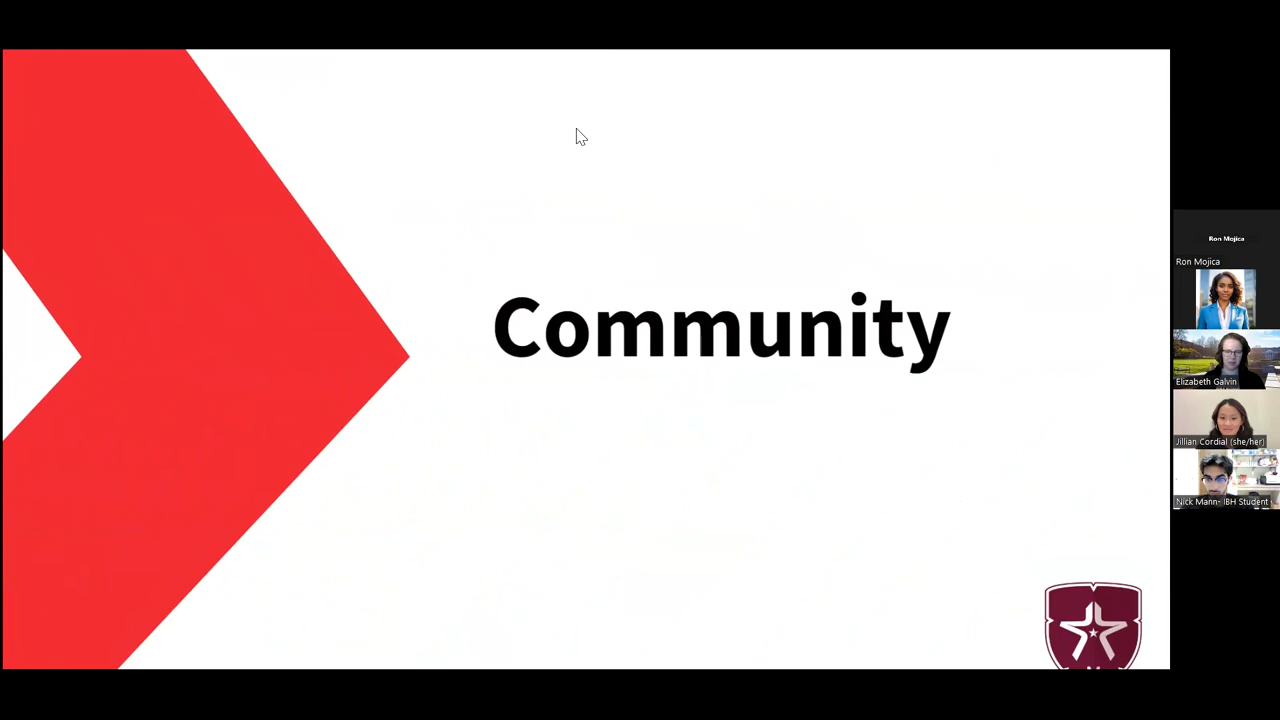 Community
Ron Mojica
Ron Mojica
Elizabeth Galvin
Jillian Cordial (she/her)
Nick Mann- IBH Student